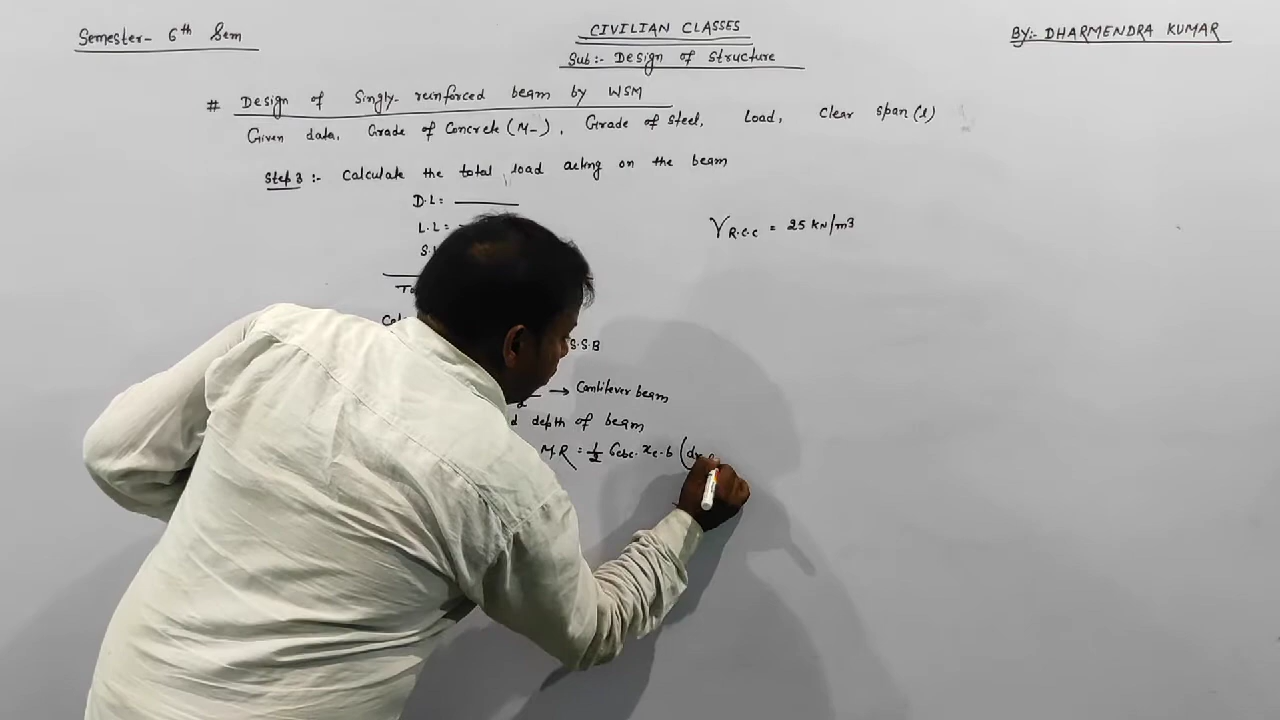 Semester- 6th Sem
CIVILIAN CLASSES
BY:- DHARMENDRA KUMAR
Sub:- Design of structure
# Design of Singly- reinforced beam by WSM
Given data, Grade of Concrete (M-), Grade of steel, Load, Clear span (l)
Step 3 :- Calculate the total load acting on the beam
D.L =
L.L =
γ R.C.C = 25 KN/m3
S.S.B
2 → Cantilever beam
depth of beam
M.R = 1/2 σcbc. xc. b (d